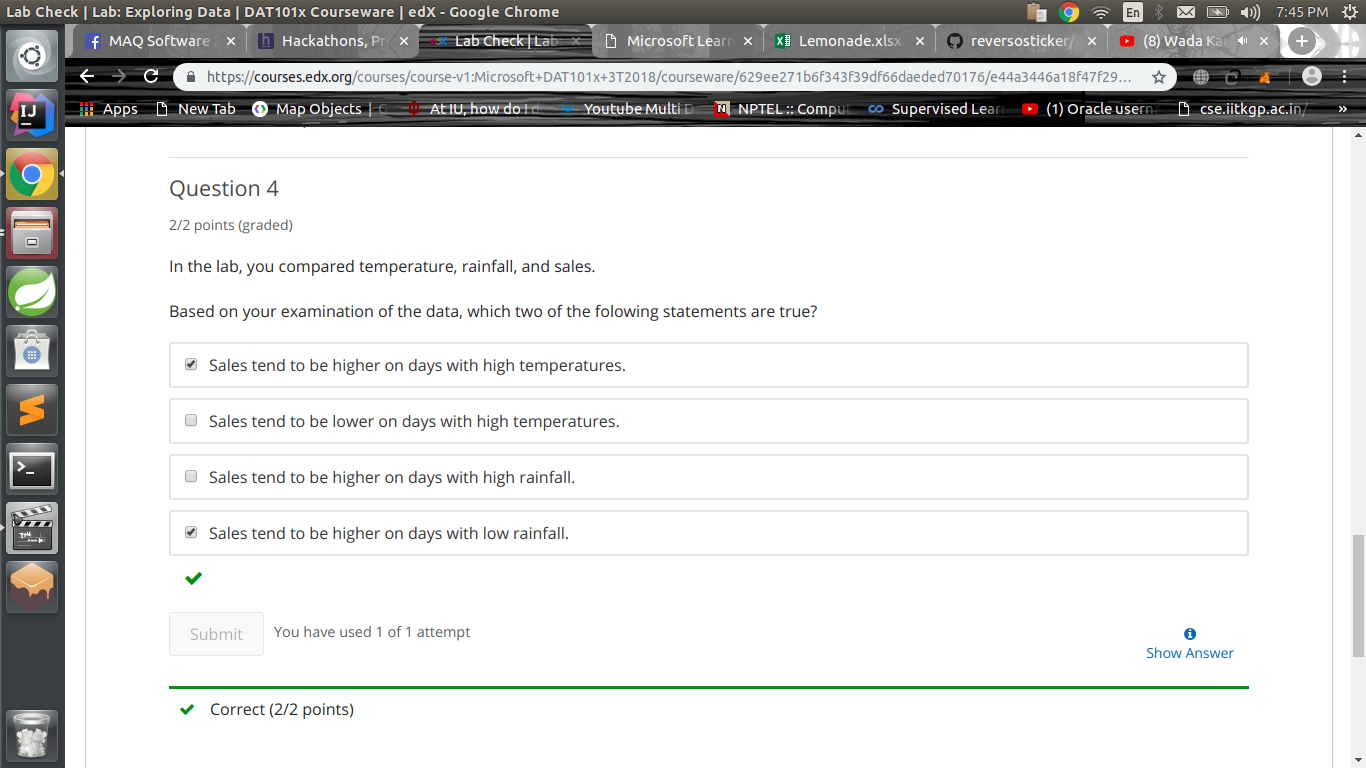 Lab Check | Lab: Exploring Data | DAT101x Courseware | edX - Google Chrome
En
7:45 PM
MAQ Software
Hackathons, Pr
Lab Check | Lab
Microsoft Learn
Lemonade.xlsx
reversosticker/
(8) Wada Ka
https://courses.edx.org/courses/course-v1:Microsoft+DAT101x+3T2018/courseware/629ee271b6f343f39df66daeded70176/e44a3446a18f47f29...
Apps
New Tab
Map Objects |
At IU, how do I
Youtube Multi D
NPTEL :: Comput
Supervised Lear
(1) Oracle usern
cse.iitkgp.ac.in/
»
Question 4
2/2 points (graded)
In the lab, you compared temperature, rainfall, and sales.
Based on your examination of the data, which two of the folowing statements are true?
Sales tend to be higher on days with high temperatures.
Sales tend to be lower on days with high temperatures.
Sales tend to be higher on days with high rainfall.
Sales tend to be higher on days with low rainfall.
Submit
You have used 1 of 1 attempt
Show Answer
Correct (2/2 points)